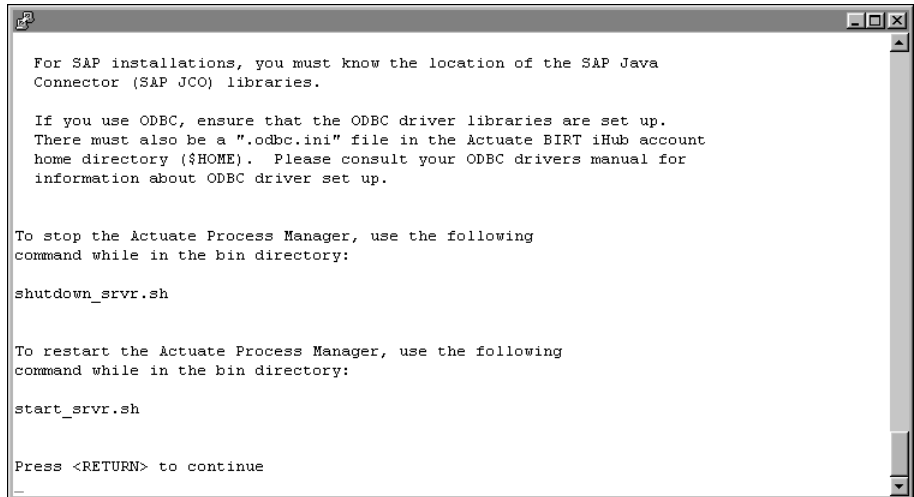 For SAP installations, you must know the location of the SAP Java
Connector (SAP JCO) libraries.
If you use ODBC, ensure that the ODBC driver libraries are set up.
There must also be a ".odbc.ini" file in the Actuate BIRT iHub account
home directory ($HOME).  Please consult your ODBC drivers manual for
information about ODBC driver set up.
To stop the Actuate Process Manager, use the following
command while in the bin directory:
shutdown_srvr.sh
To restart the Actuate Process Manager, use the following
command while in the bin directory:
start_srvr.sh
Press <RETURN> to continue